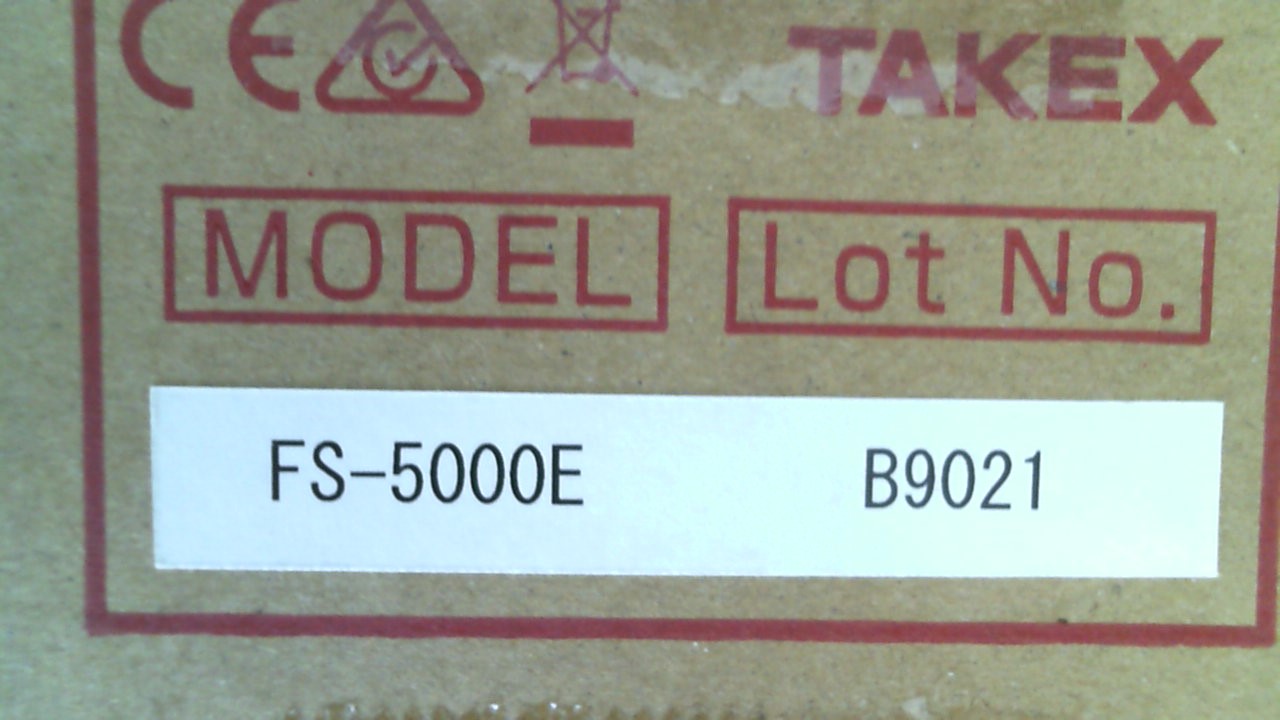 CE TAKEX
MODEL Lot No.
FS-5000E B9021